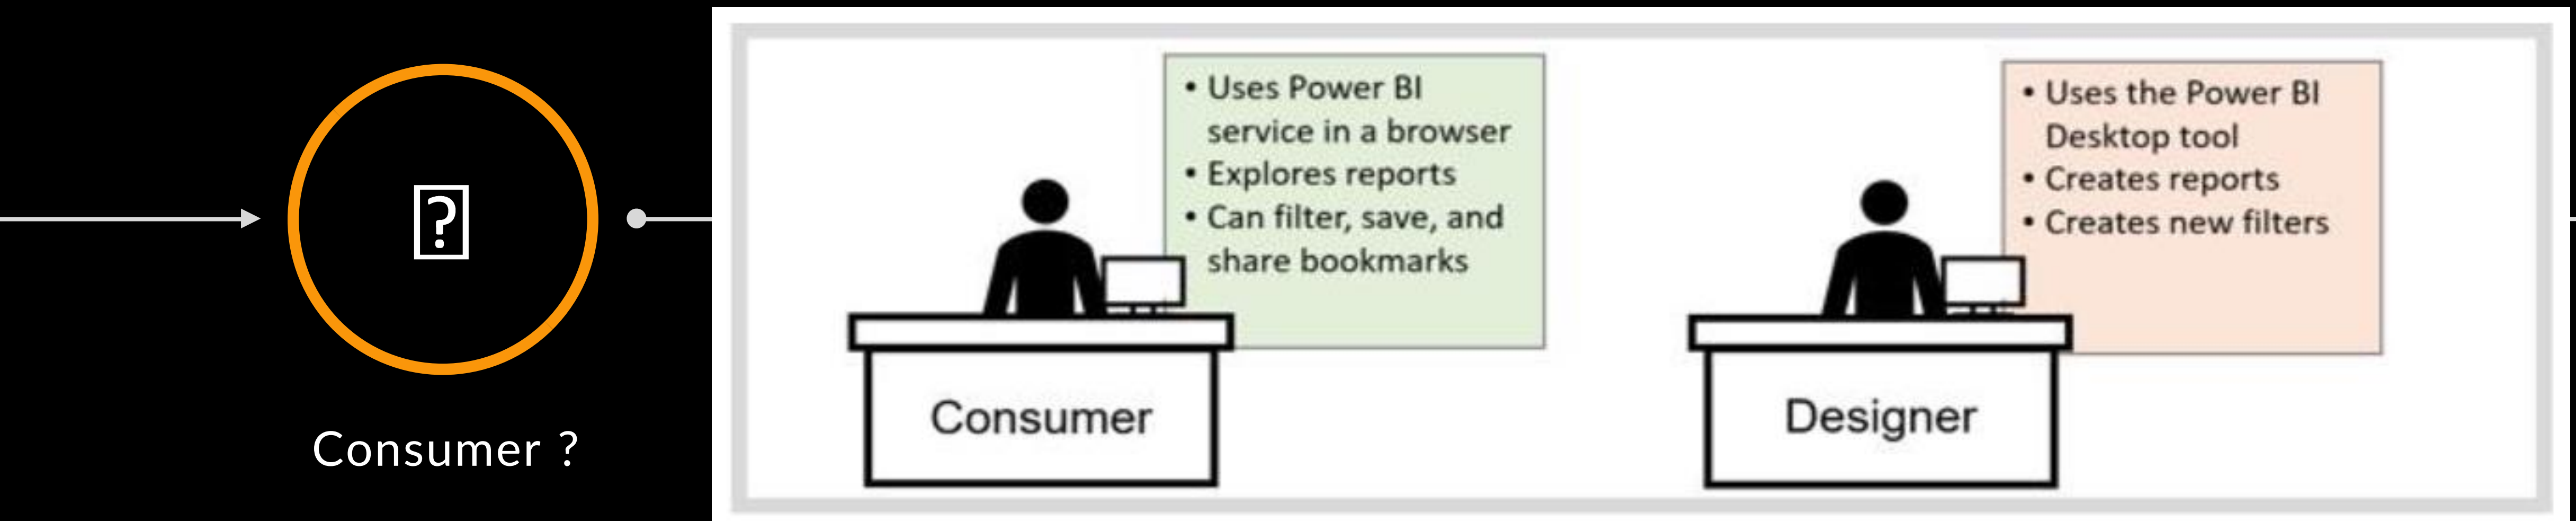 Consumer ?
• Uses Power BI
service in a browser
• Explores reports
• Can filter, save, and
share bookmarks
Consumer
• Uses the Power BI
Desktop tool
• Creates reports
• Creates new filters
Designer